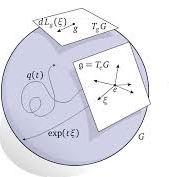 dL_g(ξ) T_gG
g
q(t)
𝔤 = T_eG
e
ξ
exp(tξ)
G